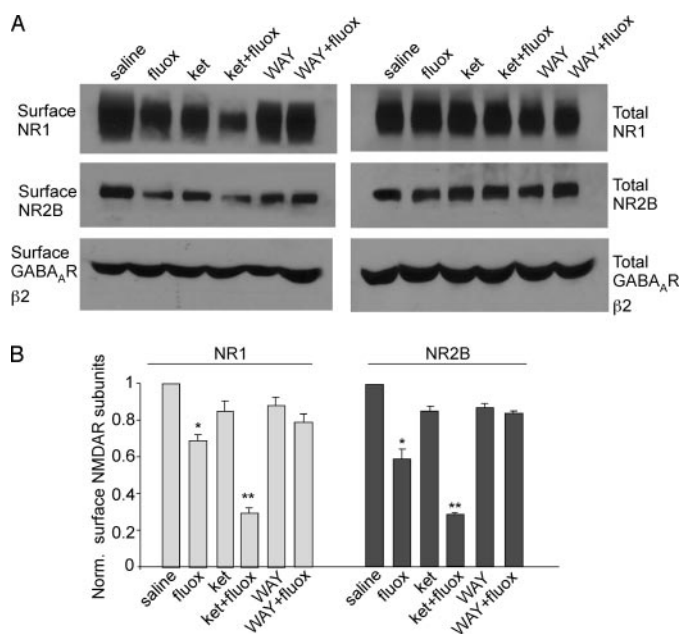 A
saline fluox ket ket+fluox WAY WAY+fluox
saline fluox ket ket+fluox WAY WAY+fluox
Surface
NR1
Total
NR1
Surface
NR2B
Total
NR2B
Surface
GABAAR
β2
Total
GABAAR
β2
B
NR1
NR2B
Norm. surface NMDAR subunits
1
0.8
0.6
0.4
0.2
0
*
**
*
**
saline fluox ket ket+fluox WAY WAY+fluox
saline fluox ket ket+fluox WAY WAY+fluox